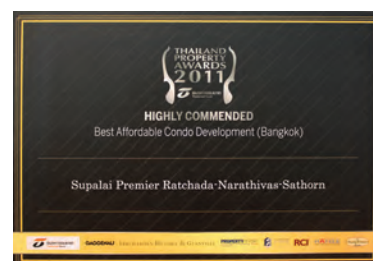 THAILAND
PROPERTY
AWARDS
2011
HIGHLY COMMENDED
Best Affordable Condo Development (Bangkok)
Supalai Premier Ratchada-Narathivas-Sathorn
RCI